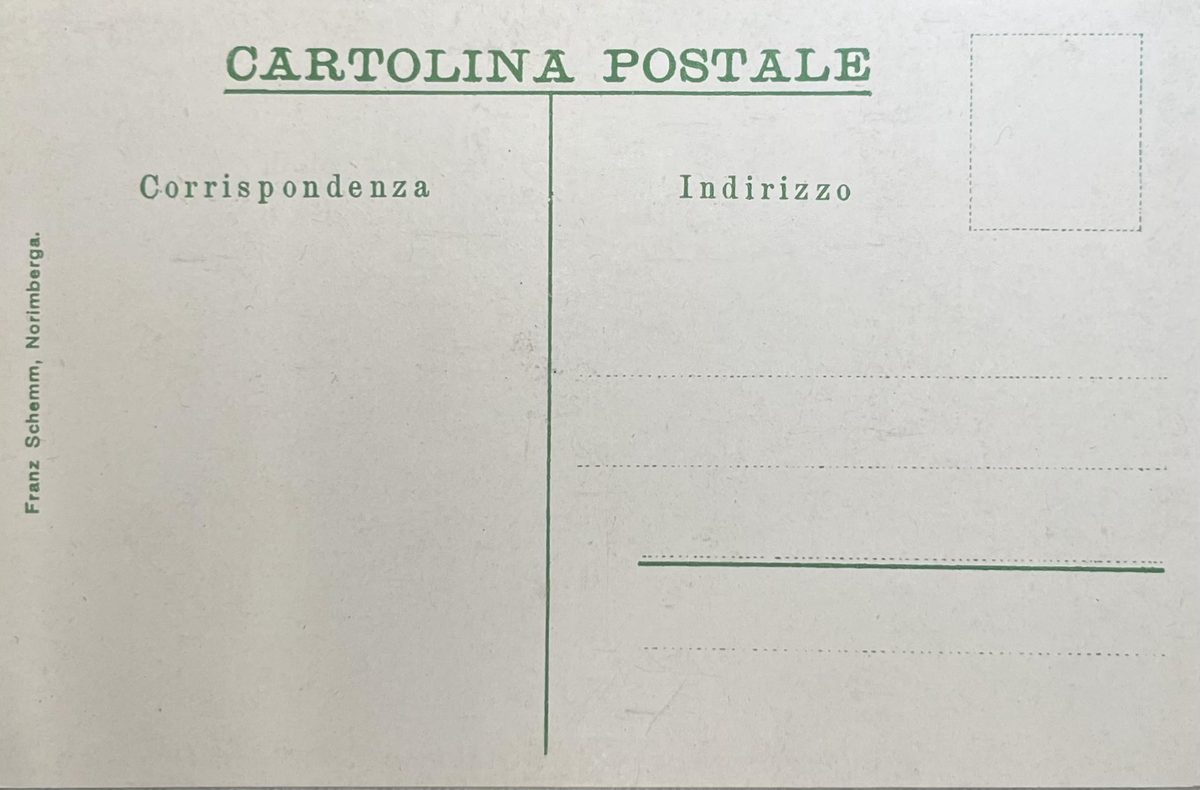 CARTOLINA POSTALE
Corrispondenza
Indirizzo
Franz Schemm, Norimberga.